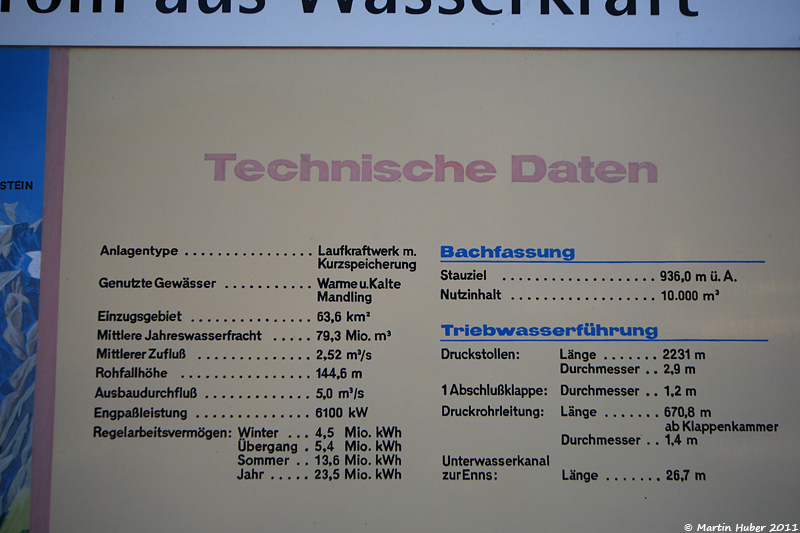 aus Wasserkraft
STEIN
Technische Daten
Anlagentype ................ Laufkraftwerk m.
Kurzspeicherung
Genutzte Gewässer ........... Warme u. Kalte
Mandling
Einzugsgebiet ............... 63,6 km²
Mittlere Jahreswasserfracht ..... 79,3 Mio. m³
Mittlerer Zufluß .............. 2,52 m³/s
Rohfallhöhe ................ 144,6 m
Ausbaudurchfluß ............. 5,0 m³/s
Engpaßleistung .............. 6100 kW
Regelarbeitsvermögen: Winter ... 4,5 Mio. kWh
Übergang . 5,4 Mio. kWh
Sommer .. 13,6 Mio. kWh
Jahr ..... 23,5 Mio. kWh
Bachfassung
Stauziel .................... 936,0 m ü. A.
Nutzinhalt ................... 10.000 m³
Triebwasserführung
Druckstollen: Länge ....... 2231 m
Durchmesser .. 2,9 m
1 Abschlußklappe: Durchmesser .. 1,2 m
Druckrohrleitung: Länge ....... 670,8 m
ab Klappenkammer
Durchmesser .. 1,4 m
Unterwasserkanal
zur Enns: Länge ....... 26,7 m
© Martin Huber 2011